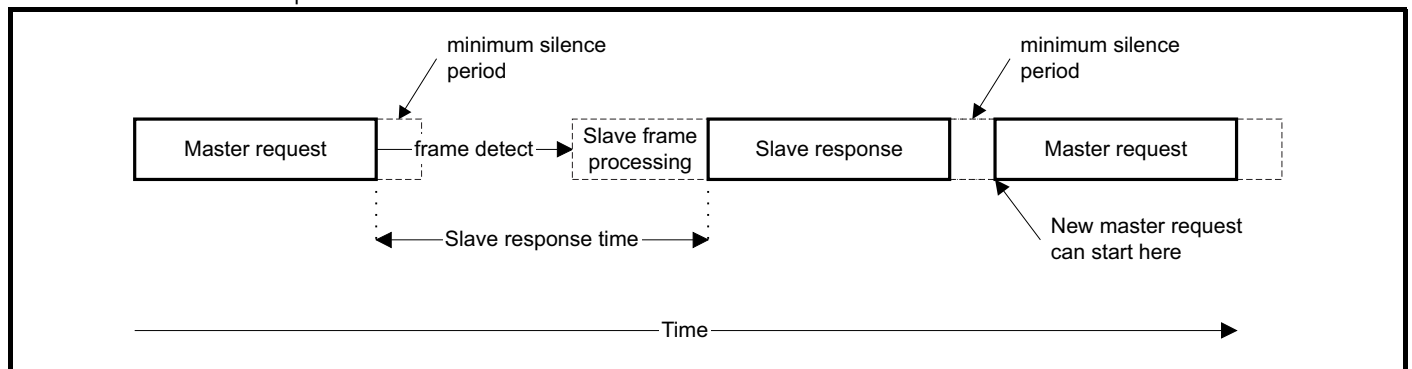 minimum silence
period
minimum silence
period
Master request
frame detect
Slave frame
processing
Slave response
Master request
Slave response time
New master request
can start here
Time